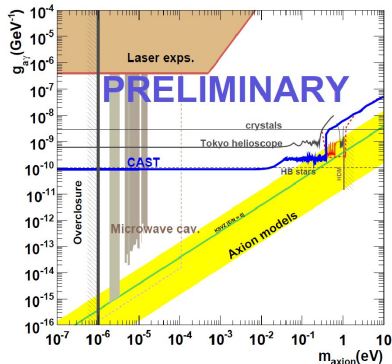 g_aγ(GeV⁻¹)
10⁻⁴
10⁻⁵
10⁻⁶
10⁻⁷
10⁻⁸
10⁻⁹
10⁻¹⁰
10⁻¹¹
10⁻¹²
10⁻¹³
10⁻¹⁴
10⁻¹⁵
10⁻¹⁶
Laser exps.
PRELIMINARY
crystals
Tokyo helioscope
CAST
HB stars
HDM
Overclosure
Microwave cav.
KSVZ [E/N = 0]
Axion models
10⁻⁷ 10⁻⁶ 10⁻⁵ 10⁻⁴ 10⁻³ 10⁻² 10⁻¹ 1 10
m_axion(eV)